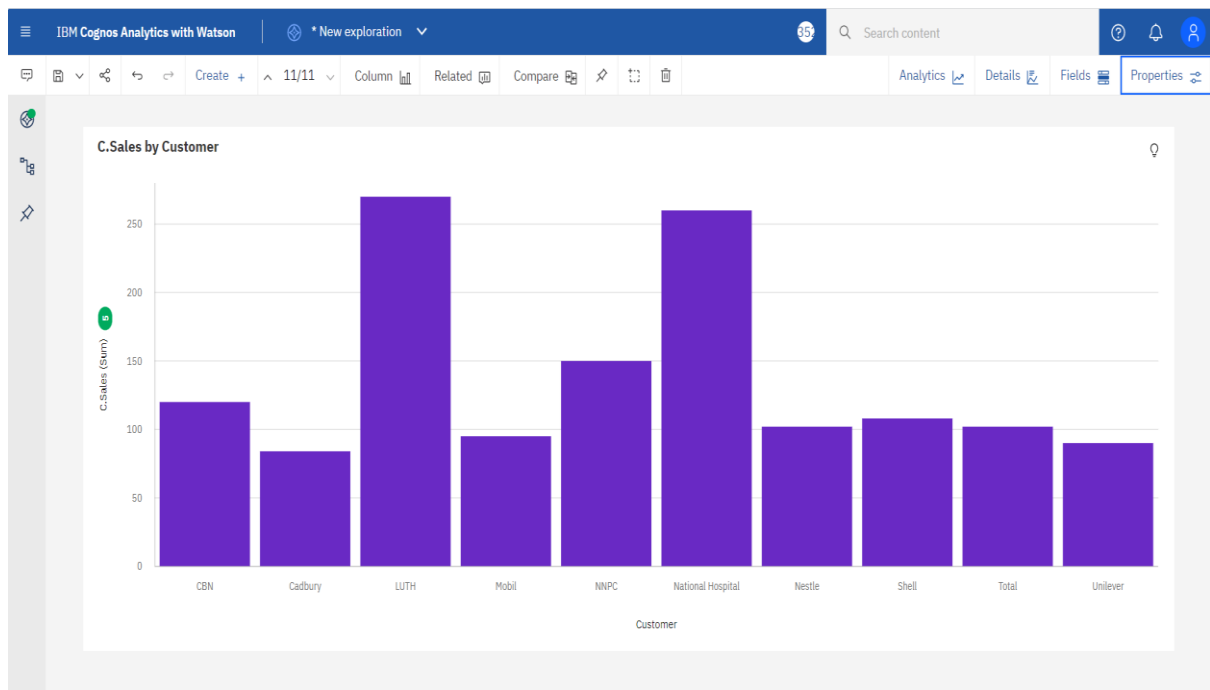 IBM Cognos Analytics with Watson
* New exploration
352
Search content
Create +
11/11
Column
Related
Compare
Analytics
Details
Fields
Properties
C.Sales by Customer
250
200
150
100
50
0
C.Sales (Sum)
5
CBN
Cadbury
LUTH
Mobil
NNPC
National Hospital
Nestle
Shell
Total
Unilever
Customer